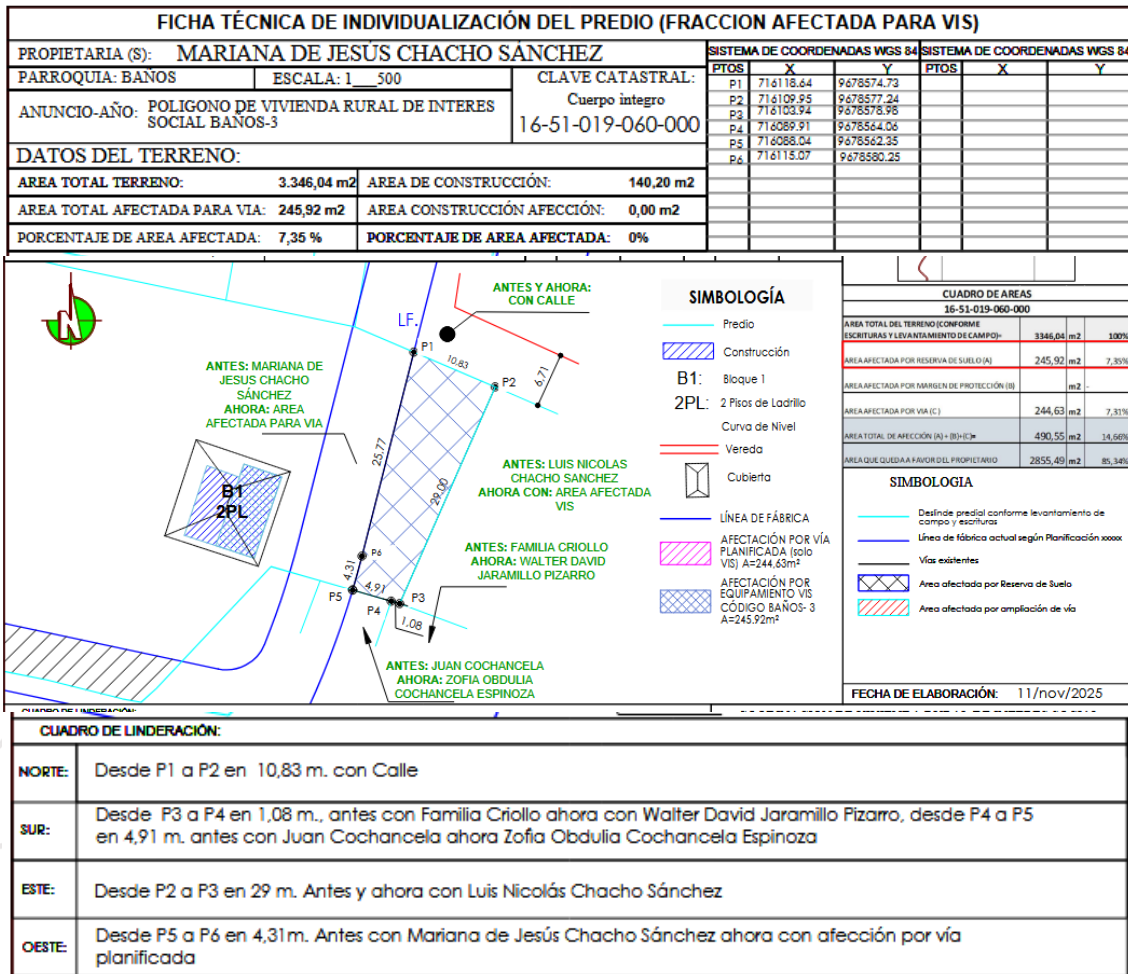 FICHA TÉCNICA DE INDIVIDUALIZACIÓN DEL PREDIO (FRACCION AFECTADA PARA VIS)
PROPIETARIA (S): MARIANA DE JESÚS CHACHO SÁNCHEZ
PARROQUIA: BAÑOS
ESCALA: 1___500
CLAVE CATASTRAL:
Cuerpo integro
16-51-019-060-000
ANUNCIO-AÑO: POLIGONO DE VIVIENDA RURAL DE INTERES
SOCIAL BAÑOS-3
SISTEMA DE COORDENADAS WGS 84 SISTEMA DE COORDENADAS WGS 84
PTOS X Y PTOS X Y
P1 716118.64 9678574.73
P2 716109.95 9678577.24
P3 716103.94 9678578.98
P4 716089.91 9678564.06
P5 716088.04 9678562.35
P6 716115.07 9678580.25
DATOS DEL TERRENO:
AREA TOTAL TERRENO: 3.346,04 m2 AREA DE CONSTRUCCIÓN: 140,20 m2
AREA TOTAL AFECTADA PARA VIA: 245,92 m2 AREA CONSTRUCCIÓN AFECCIÓN: 0,00 m2
PORCENTAJE DE AREA AFECTADA: 7,35 % PORCENTAJE DE AREA AFECTADA: 0%
N
LF.
ANTES Y AHORA:
CON CALLE
P1
10,83
P2
6,71
ANTES: MARIANA DE
JESUS CHACHO
SÁNCHEZ
AHORA: AREA
AFECTADA PARA VIA
25,77
29,00
B1
2PL
ANTES: LUIS NICOLAS
CHACHO SANCHEZ
AHORA CON: AREA AFECTADA
VIS
ANTES: FAMILIA CRIOLLO
AHORA: WALTER DAVID
JARAMILLO PIZARRO
P6
4,31
P5
4,91
P4
P3
1,08
ANTES: JUAN COCHANCELA
AHORA: ZOFIA OBDULIA
COCHANCELA ESPINOZA
SIMBOLOGÍA
Predio
Construcción
B1: Bloque 1
2PL: 2 Pisos de Ladrillo
Curva de Nivel
Vereda
Cubierta
LÍNEA DE FÁBRICA
AFECTACIÓN POR VÍA
PLANIFICADA (solo
VIS) A=244,63m²
AFECTACIÓN POR
EQUIPAMIENTO VIS
CÓDIGO BAÑOS- 3
A=245.92m²
CUADRO DE AREAS
16-51-019-060-000
AREA TOTAL DEL TERRENO (CONFORME
ESCRITURAS Y LEVANTAMIENTO DE CAMPO)= 3346,04 m2 100%
AREA AFECTADA POR RESERVA DE SUELO (A) 245,92 m2 7,35%
AREA AFECTADA POR MARGEN DE PROTECCIÓN (B) m2 -
AREA AFECTADA POR VIA (C) 244,63 m2 7,31%
AREA TOTAL DE AFECCIÓN (A) + (B)+(C)= 490,55 m2 14,66%
AREA QUE QUEDA A FAVOR DEL PROPIETARIO 2855,49 m2 85,34%
SIMBOLOGIA
Deslinde predial conforme levantamiento de
campo y escrituras
Línea de fábrica actual según Planificación xxxxx
Vías existentes
Area afectada por Reserva de Suelo
Area afectada por ampliación de vía
FECHA DE ELABORACIÓN: 11/nov/2025
CUADRO DE LINDERACIÓN:
NORTE: Desde P1 a P2 en 10,83 m. con Calle
SUR: Desde P3 a P4 en 1,08 m., antes con Familia Criollo ahora con Walter David Jaramillo Pizarro, desde P4 a P5
en 4,91 m. antes con Juan Cochancela ahora Zofia Obdulia Cochancela Espinoza
ESTE: Desde P2 a P3 en 29 m. Antes y ahora con Luis Nicolás Chacho Sánchez
OESTE: Desde P5 a P6 en 4,31m. Antes con Mariana de Jesús Chacho Sánchez ahora con afección por vía
planificada